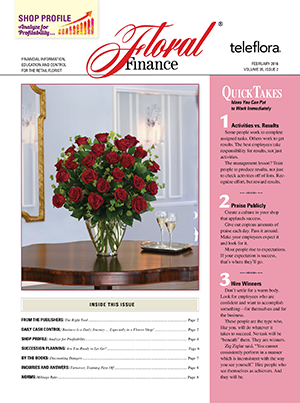 SHOP PROFILE
Analyze for
Profitability...
FINANCIAL INFORMATION,
EDUCATION AND CONTROL
FOR THE RETAIL FLORIST
Floral
Finance
®
teleflora.
FEBRUARY 2016
VOLUME 35, ISSUE 2
QUICKTAKES
Ideas You Can Put
to Work Immediately
1 Activities vs. Results
Some people work to complete
assigned tasks. Others work to get
results. The best employees take
responsibility for results, not just
activities.
The management lesson? Train
people to produce results, not just
to check activities off of lists. Rec-
ognize effort, but reward results.
2 Praise Publicly
Create a culture in your shop
that applauds success.
Give out copious amounts of
praise each day. Pass it around.
Make your employees expect it
and look for it.
Most people rise to expectations.
If your expectation is success,
that's where they'll go.
3 Hire Winners
Don't settle for a warm body.
Look for employees who are
confident and want to accomplish
something – for themselves and for
the business.
These people are the type who,
like you, will do whatever it
takes to succeed. No task will be
"beneath" them. They are winners.
Zig Ziglar said, "You cannot
consistently perform in a manner
which is inconsistent with the way
you see yourself." Hire people who
see themselves as achievers. And
they will be.
INSIDE THIS ISSUE
FROM THE PUBLISHERS: The Right Tool Page 2
DAILY CASH CONTROL: Business is a Daily Journey… Especially in a Flower Shop! Page 3
SHOP PROFILE: Analyze for Profitability Page 4
SUCCESSION PLANNING: Are You Ready to Let Go? Page 6
BY THE BOOKS: Discounting Dangers Page 7
INQUIRIES AND ANSWERS: Turnover, Training Pays Off Page 8
NORMS: Mileage Rate Page 8